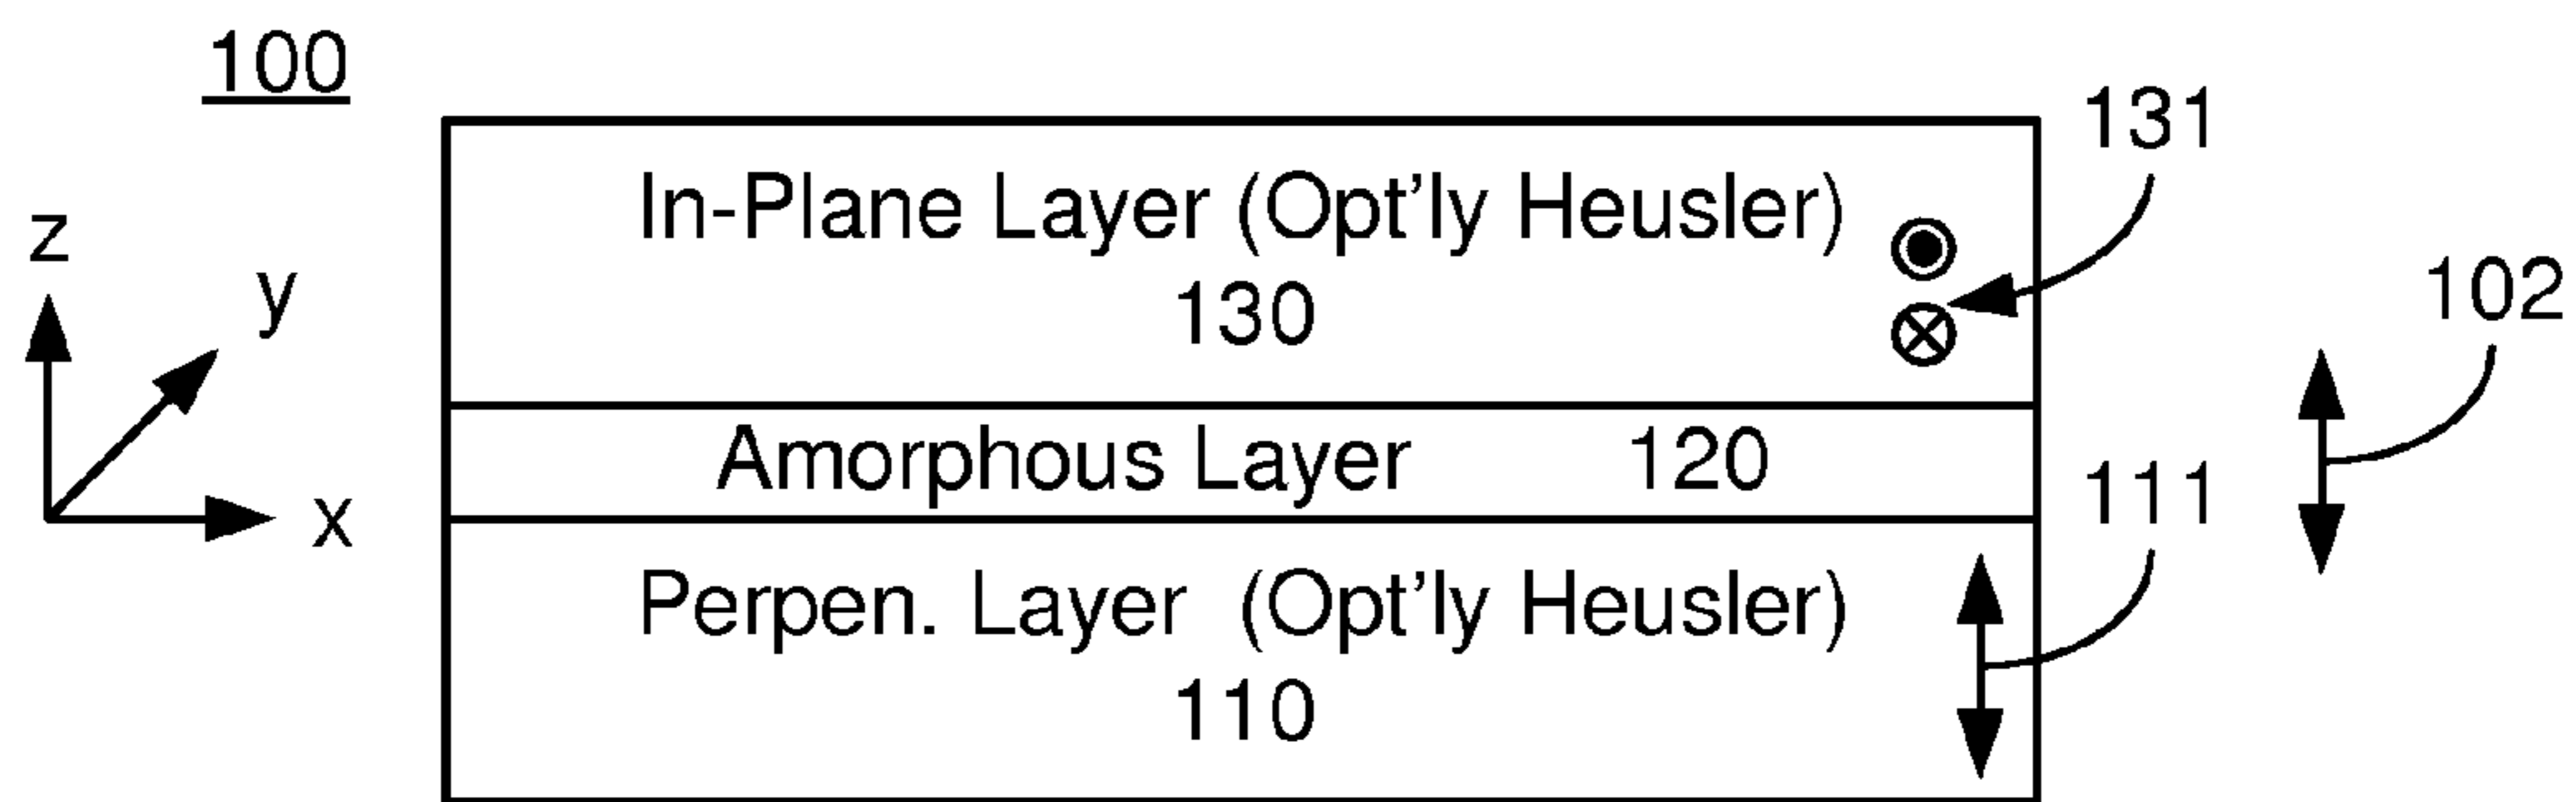 100
131
In-Plane Layer (Opt'ly Heusler)
z
y
102
130
Amorphous Layer 120
111
x
Perpen. Layer (Opt'ly Heusler)
110